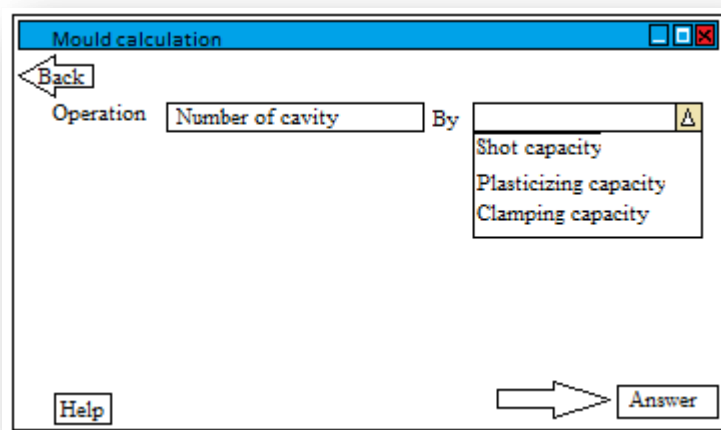 Mould calculation
Back
Operation Number of cavity By
Shot capacity
Plasticizing capacity
Clamping capacity
Answer
Help